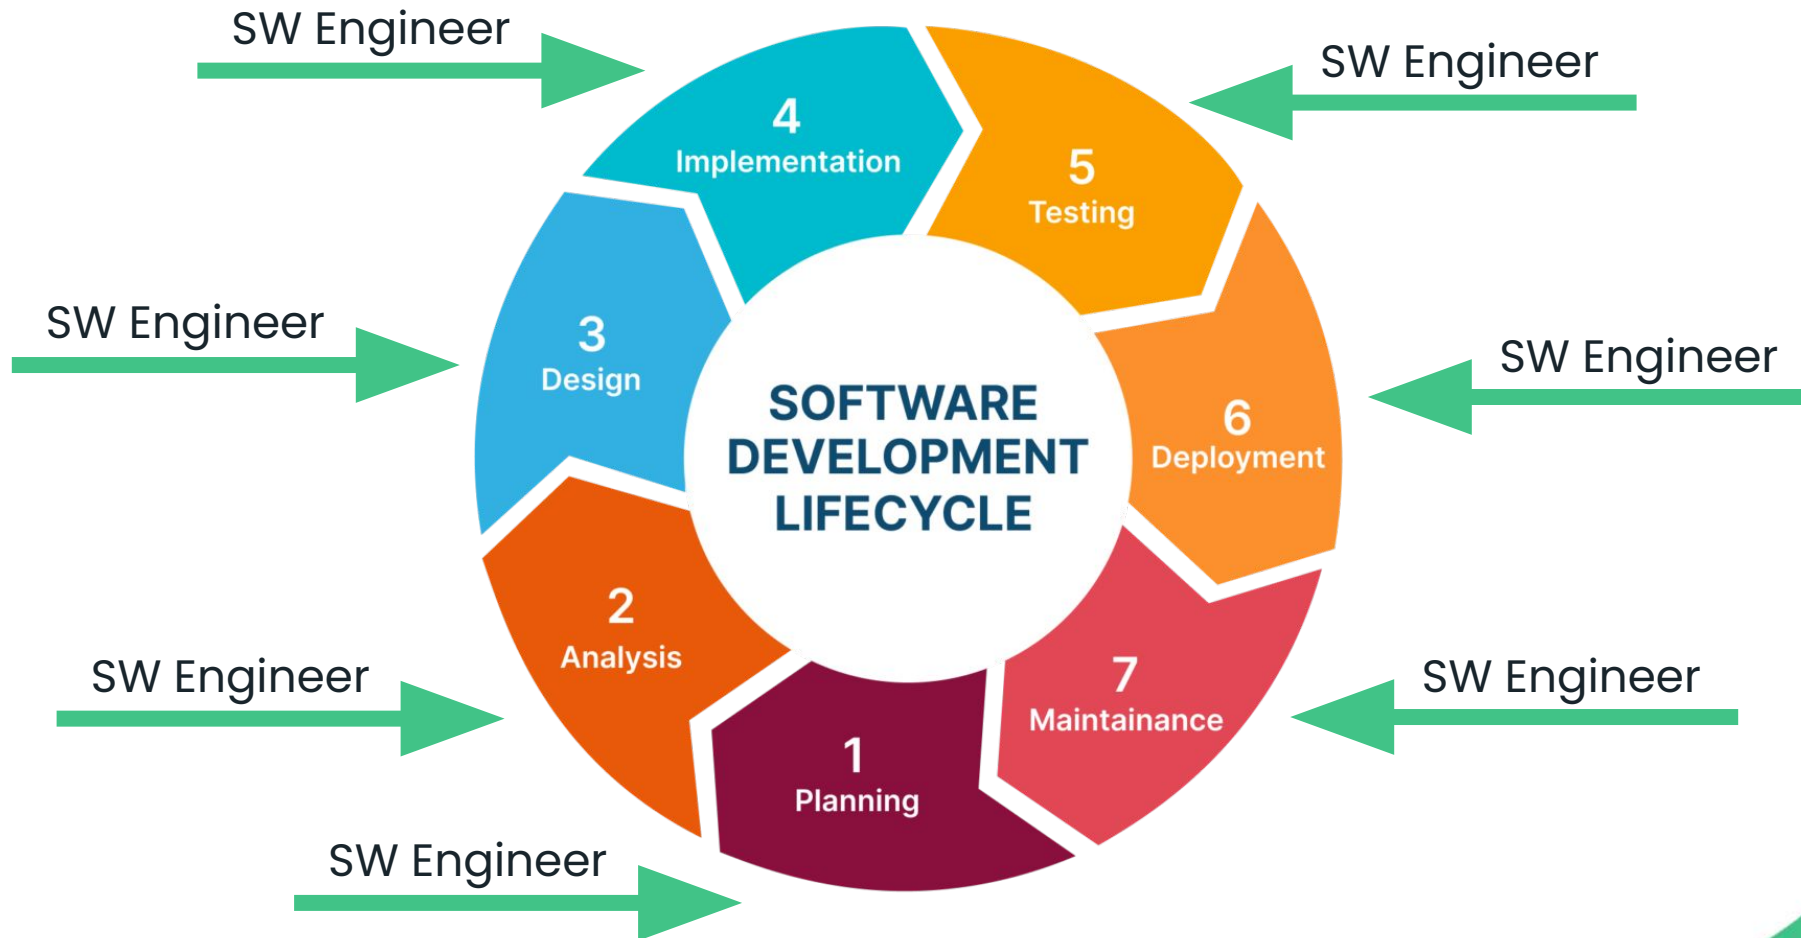 SW Engineer
SW Engineer
4
Implementation
5
Testing
SW Engineer
3
Design
SW Engineer
SOFTWARE
DEVELOPMENT
LIFECYCLE
6
Deployment
2
Analysis
SW Engineer
7
Maintainance
SW Engineer
1
Planning
SW Engineer